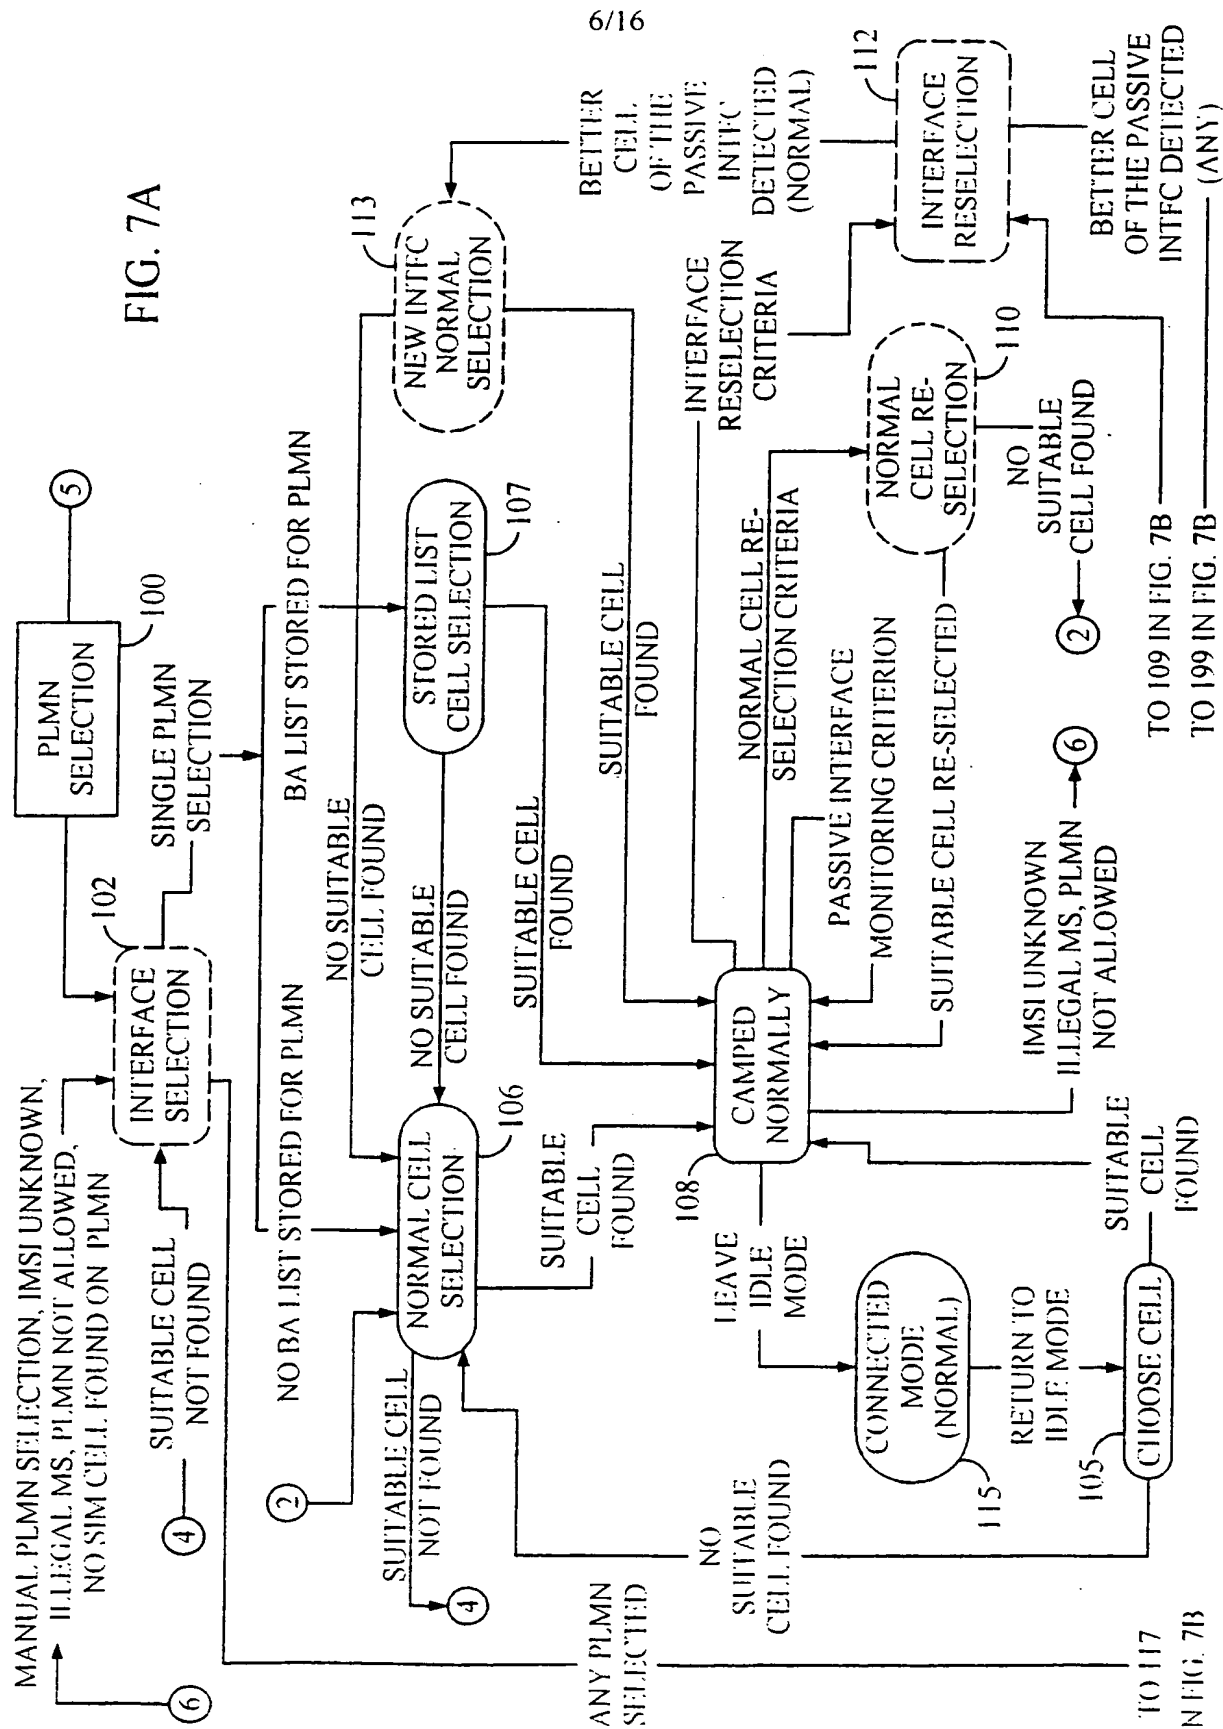 6/16
FIG. 7A
MANUAL PLMN SELECTION, IMSI UNKNOWN,
ILLEGAL MS, PLMN NOT ALLOWED,
NO SIM CELL FOUND ON PLMN
6
4
SUITABLE CELL
NOT FOUND
PLMN
SELECTION
100
5
INTERFACE
SELECTION
102
SINGLE PLMN
SELECTION
NO BA LIST STORED FOR PLMN
BA LIST STORED FOR PLMN
2
NORMAL CELL
SELECTION
106
SUITABLE CELL
NOT FOUND
4
STORED LIST
CELL SELECTION
107
NO SUITABLE
CELL FOUND
NO SUITABLE
CELL FOUND
NEW INTFC
NORMAL
SELECTION
113
BETTER
CELL
OF THE
PASSIVE
INTFC
DETECTED
(NORMAL)
SUITABLE
CELL
FOUND
SUITABLE CELL
FOUND
SUITABLE CELL
FOUND
CAMPED
NORMALLY
108
INTERFACE
RESELECTION
CRITERIA
NORMAL CELL RE-
SELECTION CRITERIA
PASSIVE INTERFACE
MONITORING CRITERION
SUITABLE CELL RE-SELECTED
NORMAL
CELL RE-
SELECTION
110
NO
SUITABLE
CELL FOUND
2
INTERFACE
RESELECTION
112
BETTER CELL
OF THE PASSIVE
INTFC DETECTED
(ANY)
TO 109 IN FIG. 7B
TO 199 IN FIG. 7B
IMSI UNKNOWN
ILLEGAL MS, PLMN
NOT ALLOWED
6
LEAVE
IDLE
MODE
CONNECTED
MODE
(NORMAL)
115
RETURN TO
IDLE MODE
CHOOSE CELL
105
SUITABLE
CELL
FOUND
NO
SUITABLE
CELL FOUND
ANY PLMN
SELECTED
TO 117
N FIG. 7B